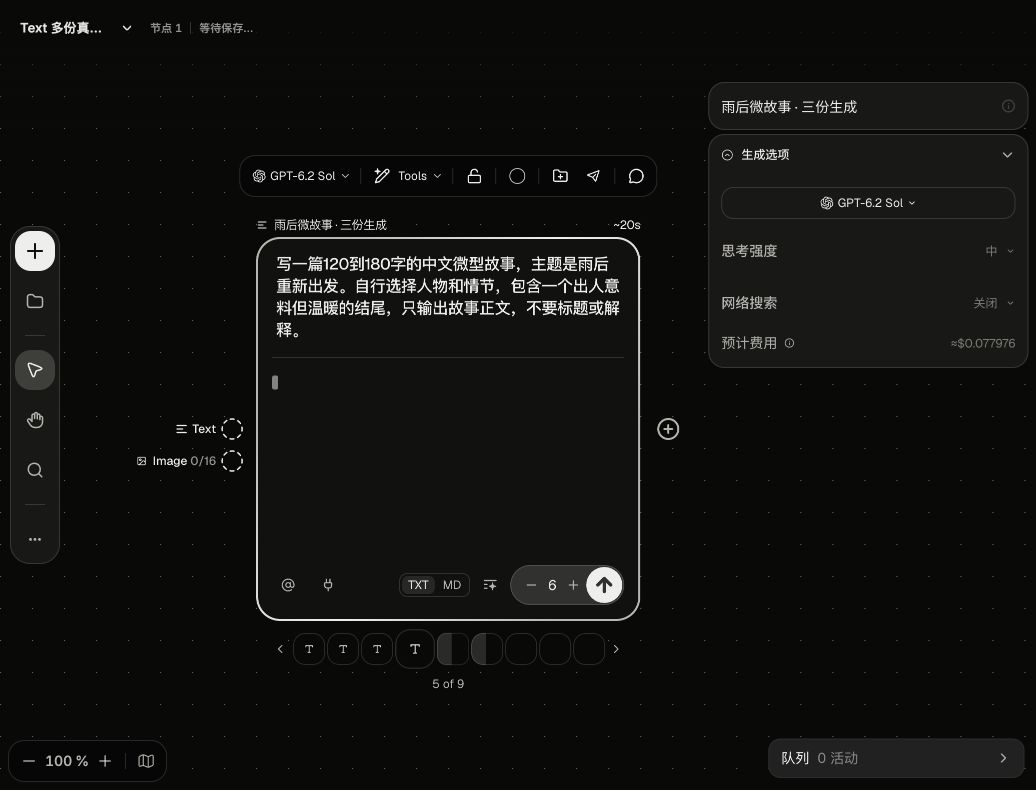 Text 多份真...
节点 1
等待保存...
雨后微故事 · 三份生成
生成选项
GPT-6.2 Sol
思考强度
中
网络搜索
关闭
预计费用
≈$0.077976
GPT-6.2 Sol
Tools
雨后微故事 · 三份生成
~20s
写一篇120到180字的中文微型故事，主题是雨后
重新出发。自行选择人物和情节，包含一个出人意
料但温暖的结尾，只输出故事正文，不要标题或解
释。
Text
Image 0/16
TXT
MD
6
T
T
T
T
5 of 9
100 %
队列 0 活动